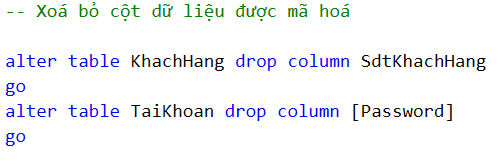 -- Xoá bỏ cột dữ liệu được mã hoá
alter table KhachHang drop column SdtKhachHang
go
alter table TaiKhoan drop column [Password]
go